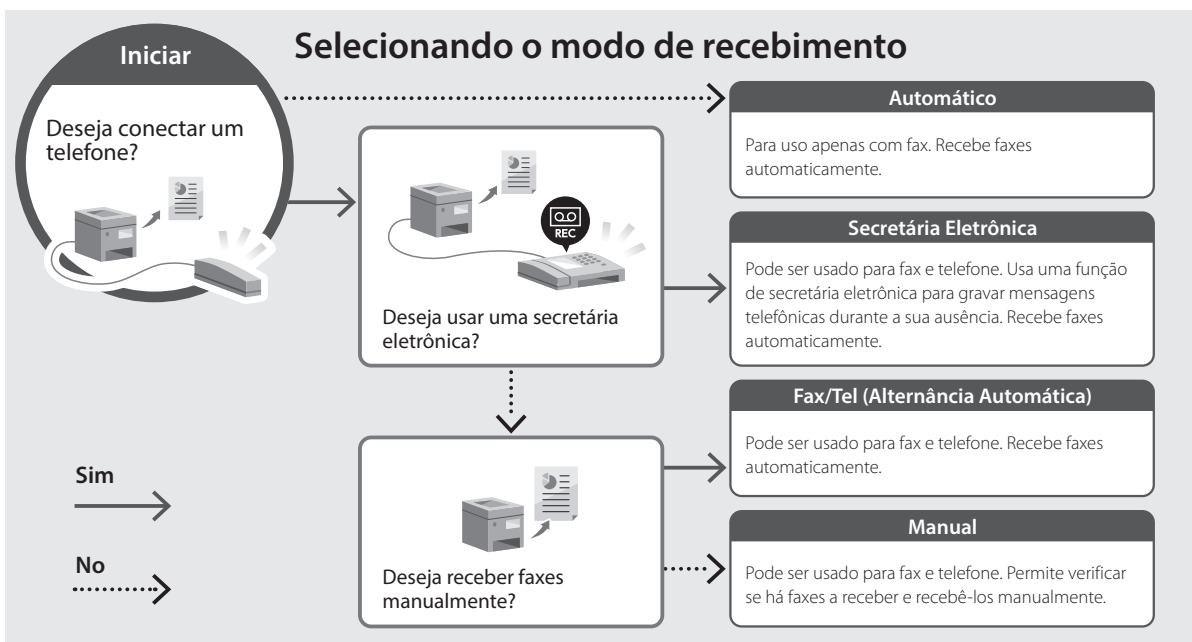 Iniciar
Selecionando o modo de recebimento
Deseja conectar um
telefone?
Automático
Para uso apenas com fax. Recebe faxes
automaticamente.
REC
Deseja usar uma secretária
eletrônica?
Secretária Eletrônica
Pode ser usado para fax e telefone. Usa uma função
de secretária eletrônica para gravar mensagens
telefônicas durante a sua ausência. Recebe faxes
automaticamente.
Fax/Tel (Alternância Automática)
Pode ser usado para fax e telefone. Recebe faxes
automaticamente.
Deseja receber faxes
manualmente?
Manual
Pode ser usado para fax e telefone. Permite verificar
se há faxes a receber e recebê-los manualmente.
Sim
No